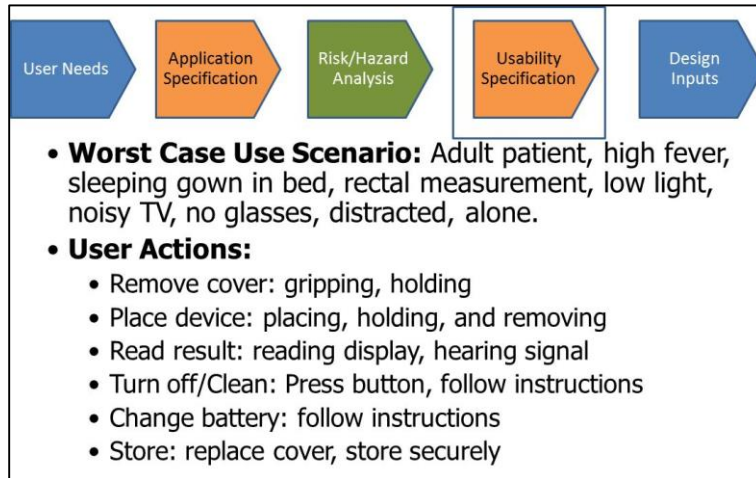 User Needs
Application
Specification
Risk/Hazard
Analysis
Usability
Specification
Design
Inputs
• Worst Case Use Scenario: Adult patient, high fever,
sleeping gown in bed, rectal measurement, low light,
noisy TV, no glasses, distracted, alone.
• User Actions:
• Remove cover: gripping, holding
• Place device: placing, holding, and removing
• Read result: reading display, hearing signal
• Turn off/Clean: Press button, follow instructions
• Change battery: follow instructions
• Store: replace cover, store securely